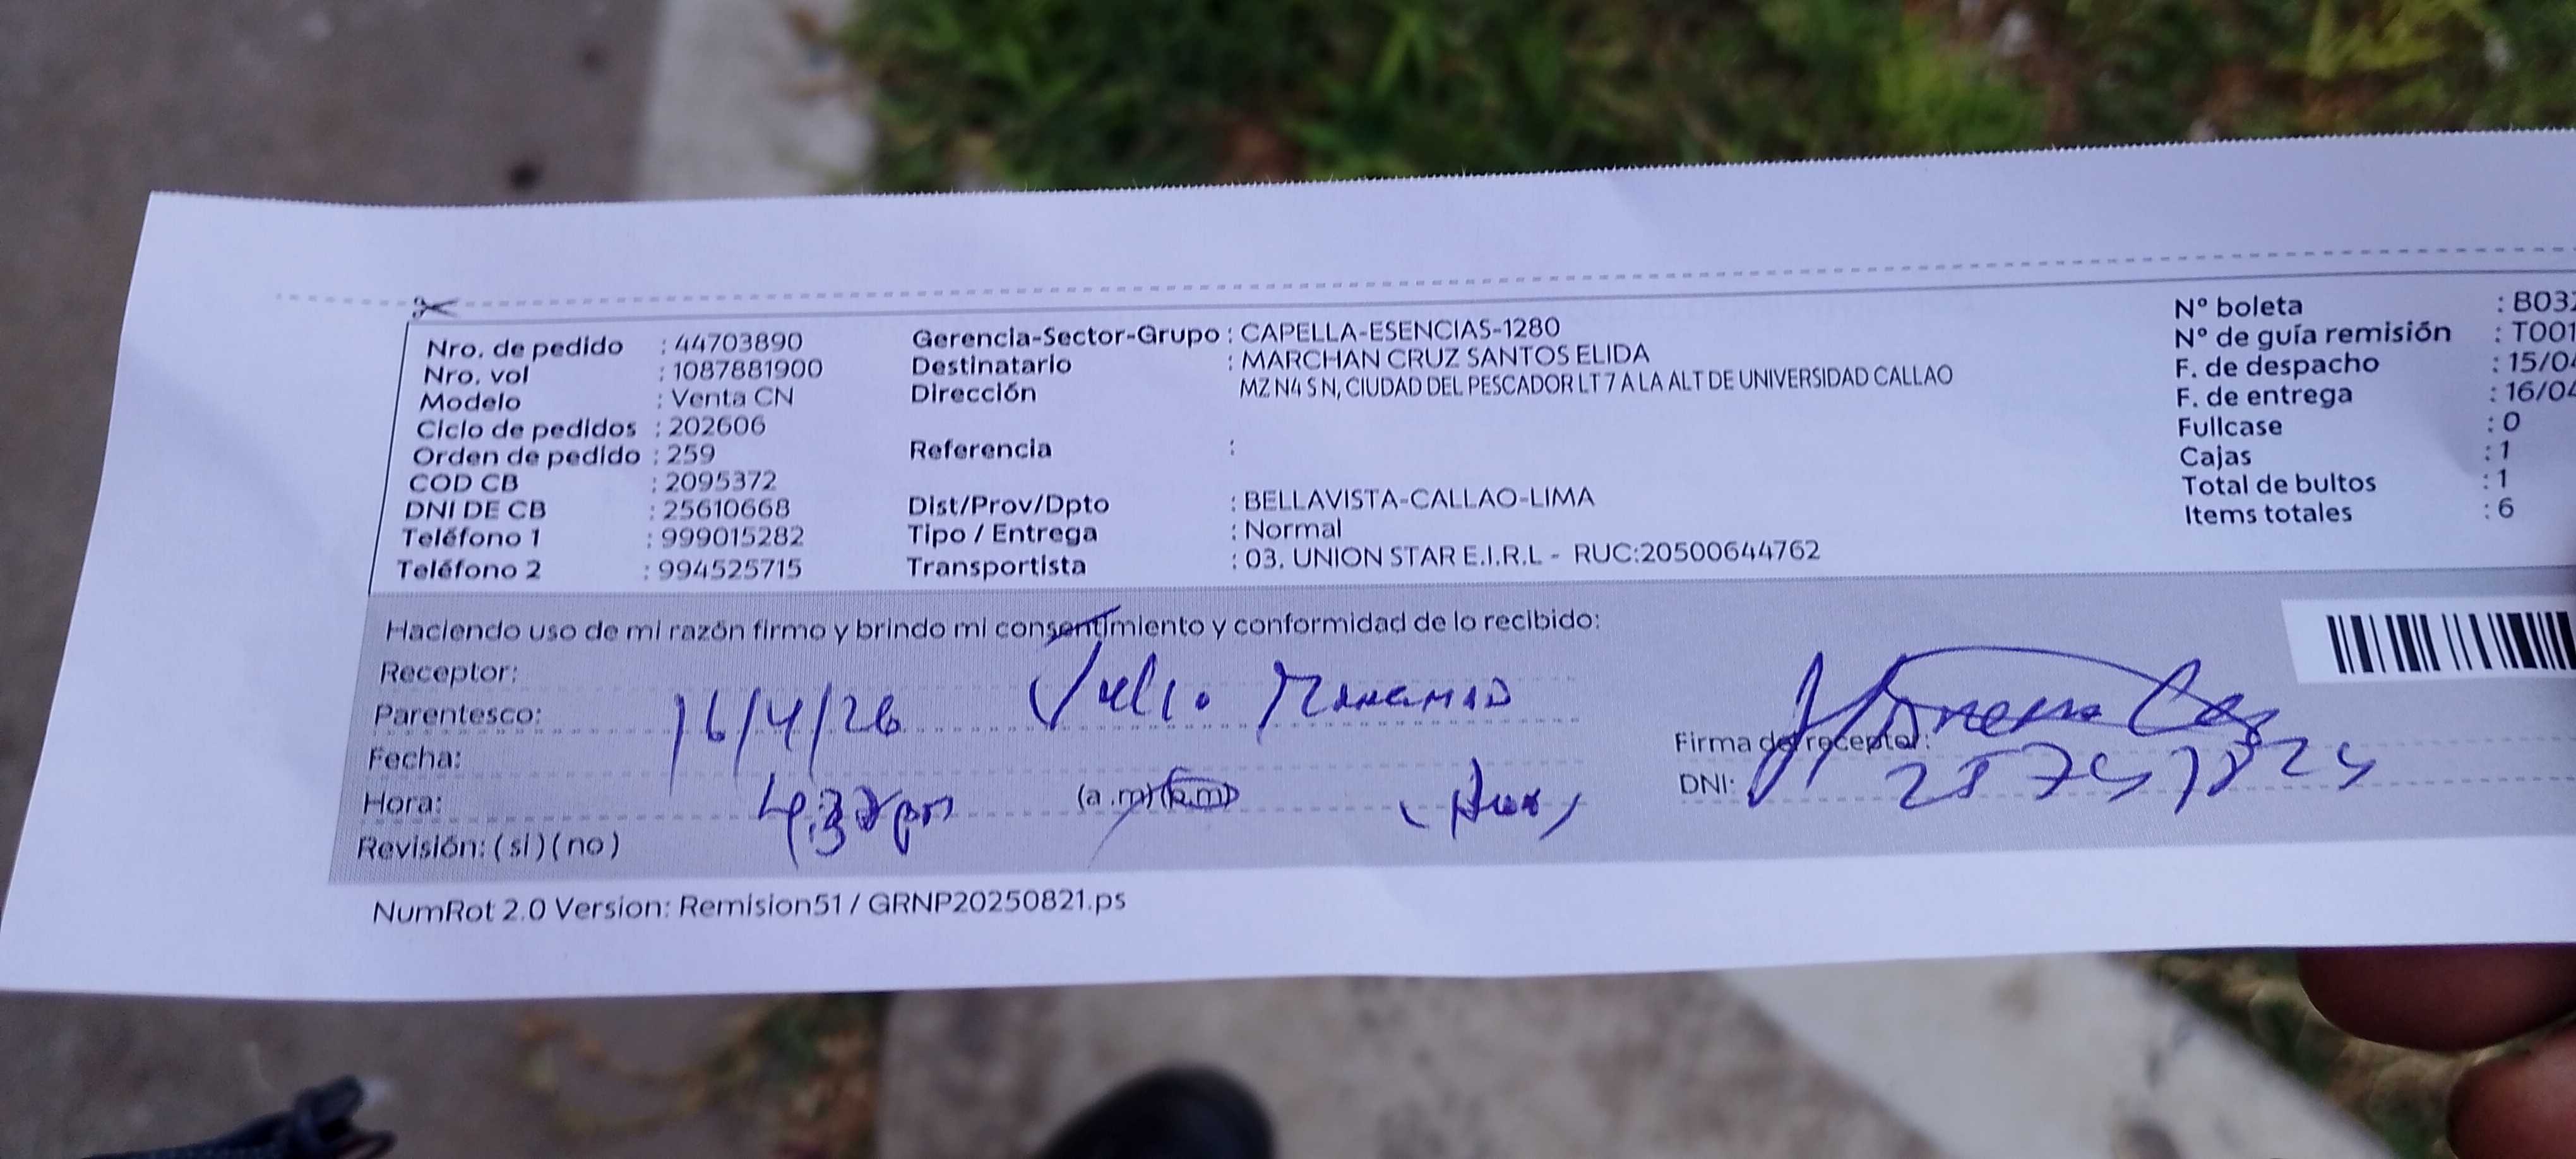 Nro. de pedido : 44703890
Nro. vol : 1087881900
Modelo : Venta CN
Ciclo de pedidos : 202606
Orden de pedido : 259
COD CB : 2095372
DNI DE CB : 25610668
Teléfono 1 : 999015282
Teléfono 2 : 994525715
Gerencia-Sector-Grupo : CAPELLA-ESENCIAS-1280
Destinatario : MARCHAN CRUZ SANTOS ELIDA
Dirección MZ N4 S N, CIUDAD DEL PESCADOR LT 7 A LA ALT DE UNIVERSIDAD CALLAO
Referencia :
Dist/Prov/Dpto : BELLAVISTA-CALLAO-LIMA
Tipo / Entrega : Normal
Transportista : 03. UNION STAR E.I.R.L - RUC:20500644762
Nº boleta : B03
Nº de guía remisión : T001
F. de despacho : 15/04
F. de entrega : 16/04
Fullcase : 0
Cajas : 1
Total de bultos : 1
Items totales : 6
Haciendo uso de mi razón firmo y brindo mi consentimiento y conformidad de lo recibido:
Receptor:
Parentesco: 16/4/26 Julio
Fecha:
Hora: (a.m)(p.m)
Revisión: (si) (no)
Firma del receptor:
DNI:
NumRot 2.0 Version: Remision51 / GRNP20250821.ps